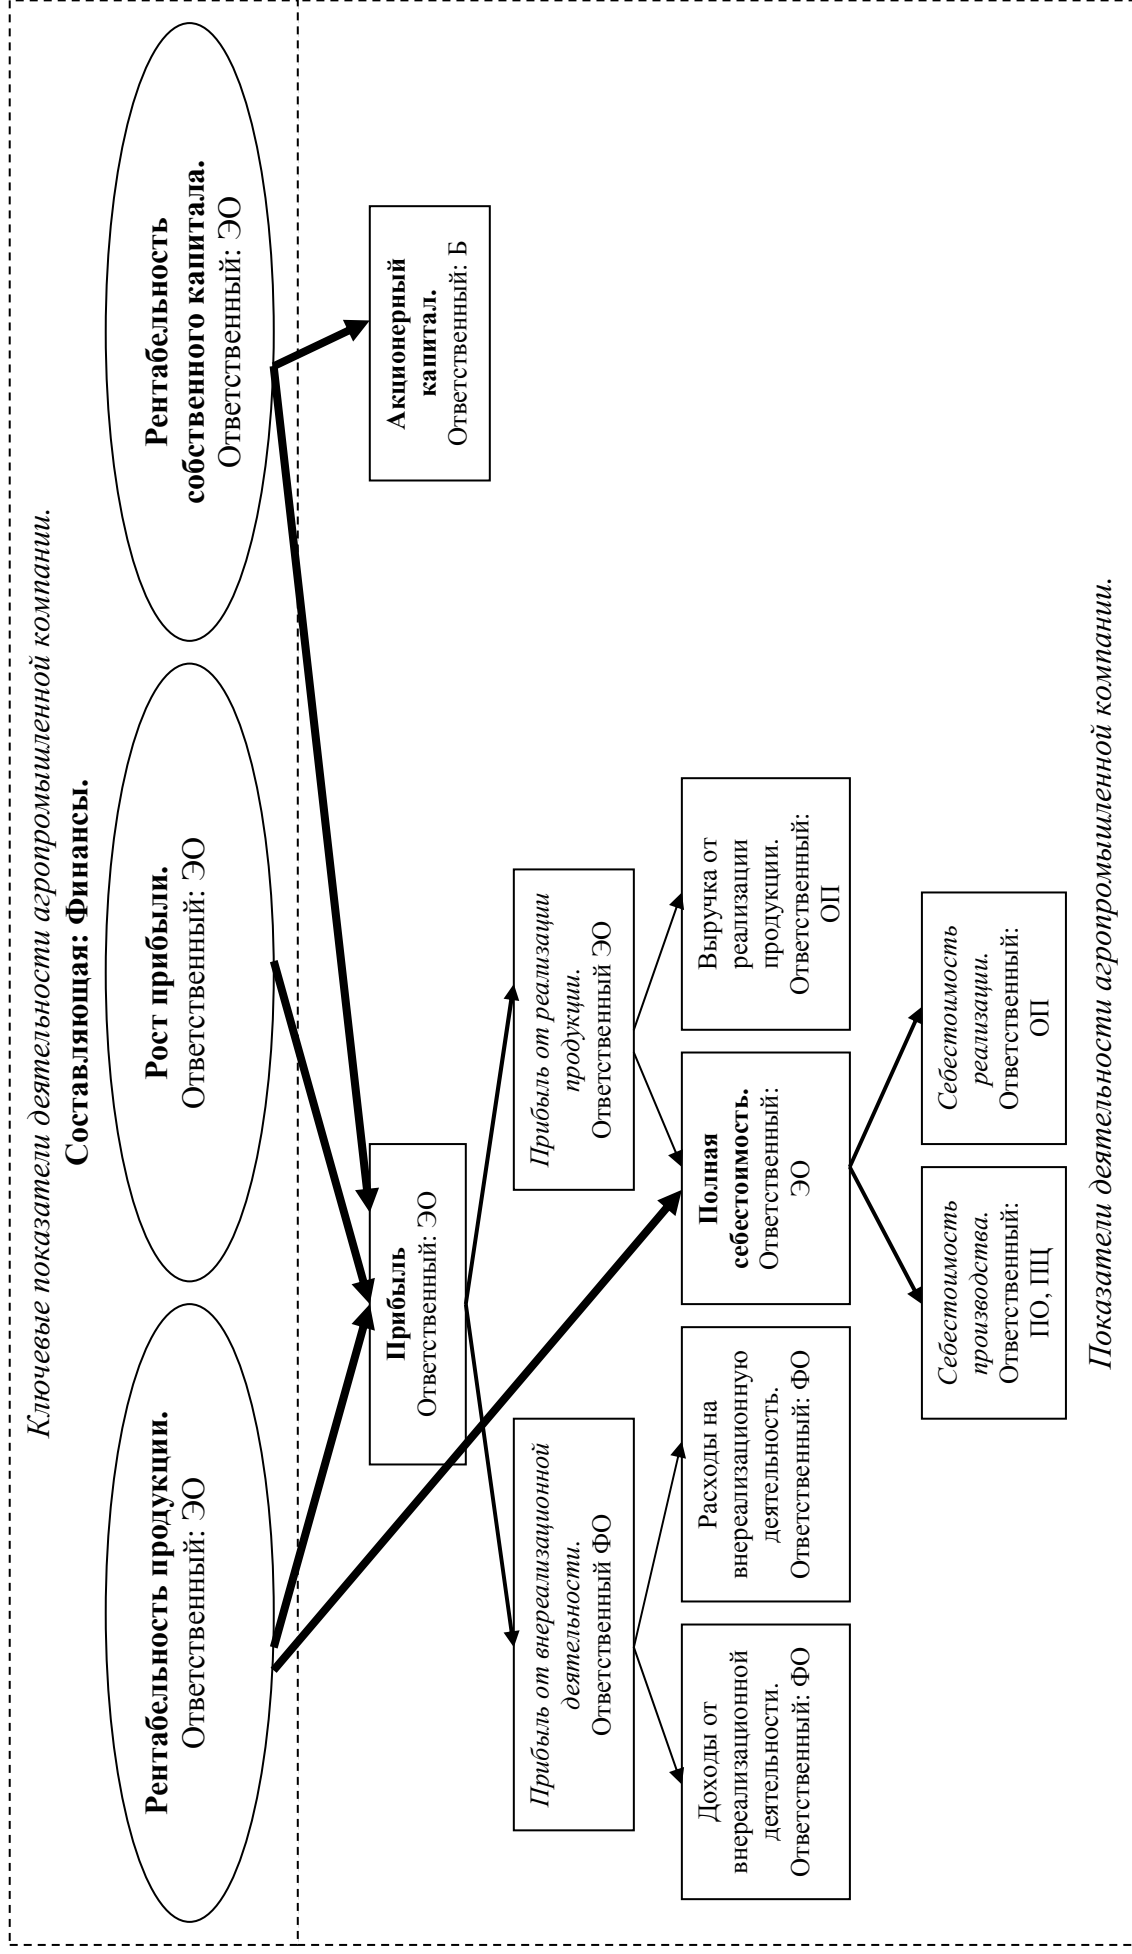 Ключевые показатели деятельности агропромышленной компании.
Составляющая: Финансы.
Рентабельность продукции.
Ответственный: ЭО
Рост прибыли.
Ответственный: ЭО
Рентабельность
собственного капитала.
Ответственный: ЭО
Прибыль
Ответственный: ЭО
Акционерный
капитал.
Ответственный: Б
Прибыль от внереализационной
деятельности.
Ответственный ФО
Прибыль от реализации
продукции.
Ответственный ЭО
Доходы от
внереализационной
деятельности.
Ответственный: ФО
Расходы на
внереализационную
деятельность.
Ответственный: ФО
Полная
себестоимость.
Ответственный:
ЭО
Выручка от
реализации
продукции.
Ответственный:
ОП
Себестоимость
производства.
Ответственный:
ПО, ПЦ
Себестоимость
реализации.
Ответственный:
ОП
Показатели деятельности агропромышленной компании.